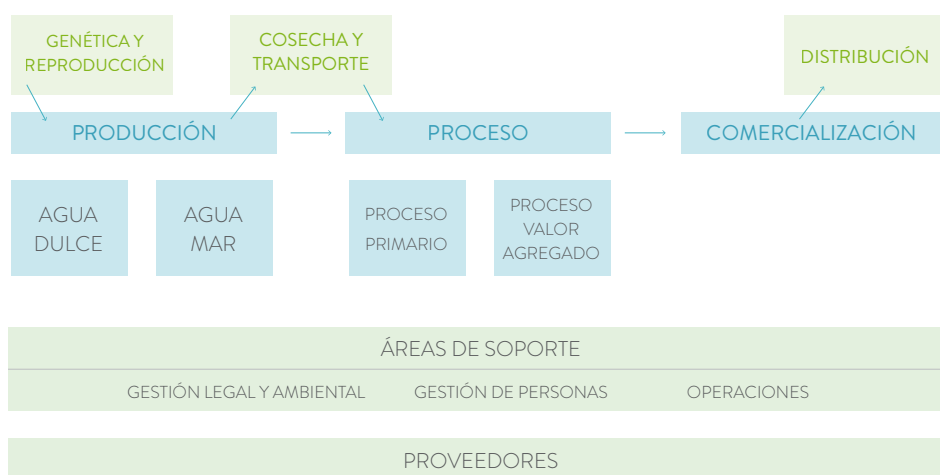 GENÉTICA Y
REPRODUCCIÓN
COSECHA Y
TRANSPORTE
DISTRIBUCIÓN
PRODUCCIÓN
PROCESO
COMERCIALIZACIÓN
AGUA
DULCE
AGUA
MAR
PROCESO
PRIMARIO
PROCESO
VALOR
AGREGADO
ÁREAS DE SOPORTE
GESTIÓN LEGAL Y AMBIENTAL
GESTIÓN DE PERSONAS
OPERACIONES
PROVEEDORES